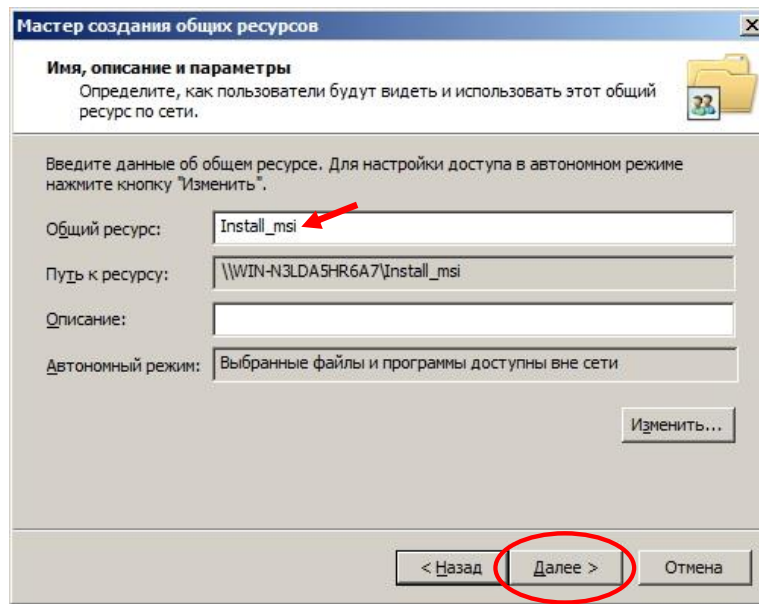 Мастер создания общих ресурсов
Имя, описание и параметры
Определите, как пользователи будут видеть и использовать этот общий
ресурс по сети.
Введите данные об общем ресурсе. Для настройки доступа в автономном режиме
нажмите кнопку "Изменить".
Общий ресурс: Install_msi
Путь к ресурсу: \\WIN-N3LDA5HR6A7\Install_msi
Описание:
Автономный режим: Выбранные файлы и программы доступны вне сети
Изменить...
< Назад Далее > Отмена